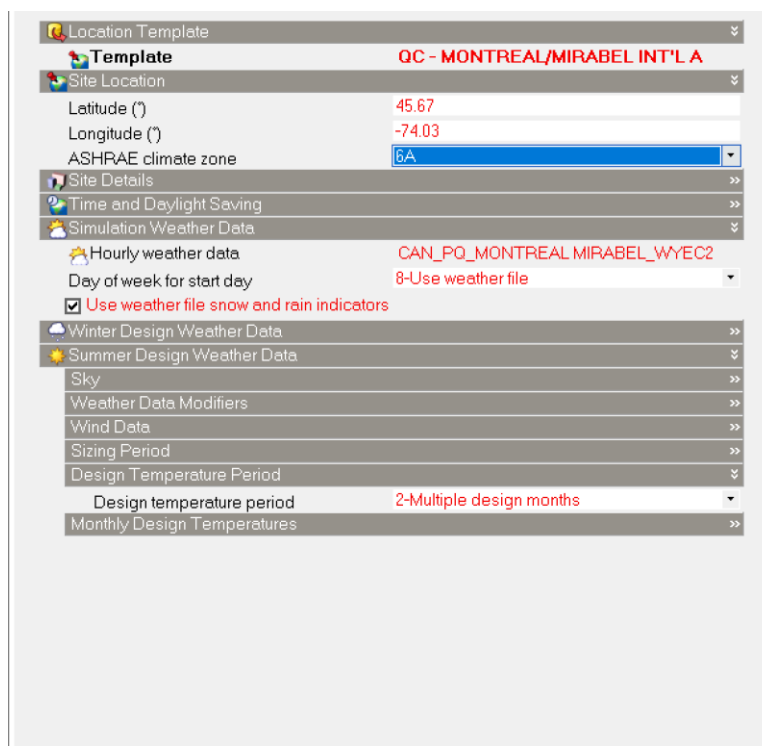 Location Template
Template QC - MONTREAL/MIRABEL INT'L A
Site Location
Latitude (°) 45.67
Longitude (°) -74.03
ASHRAE climate zone 6A
Site Details
Time and Daylight Saving
Simulation Weather Data
Hourly weather data CAN_PQ_MONTREAL MIRABEL_WYEC2
Day of week for start day 8-Use weather file
Use weather file snow and rain indicators
Winter Design Weather Data
Summer Design Weather Data
Sky
Weather Data Modifiers
Wind Data
Sizing Period
Design Temperature Period
Design temperature period 2-Multiple design months
Monthly Design Temperatures